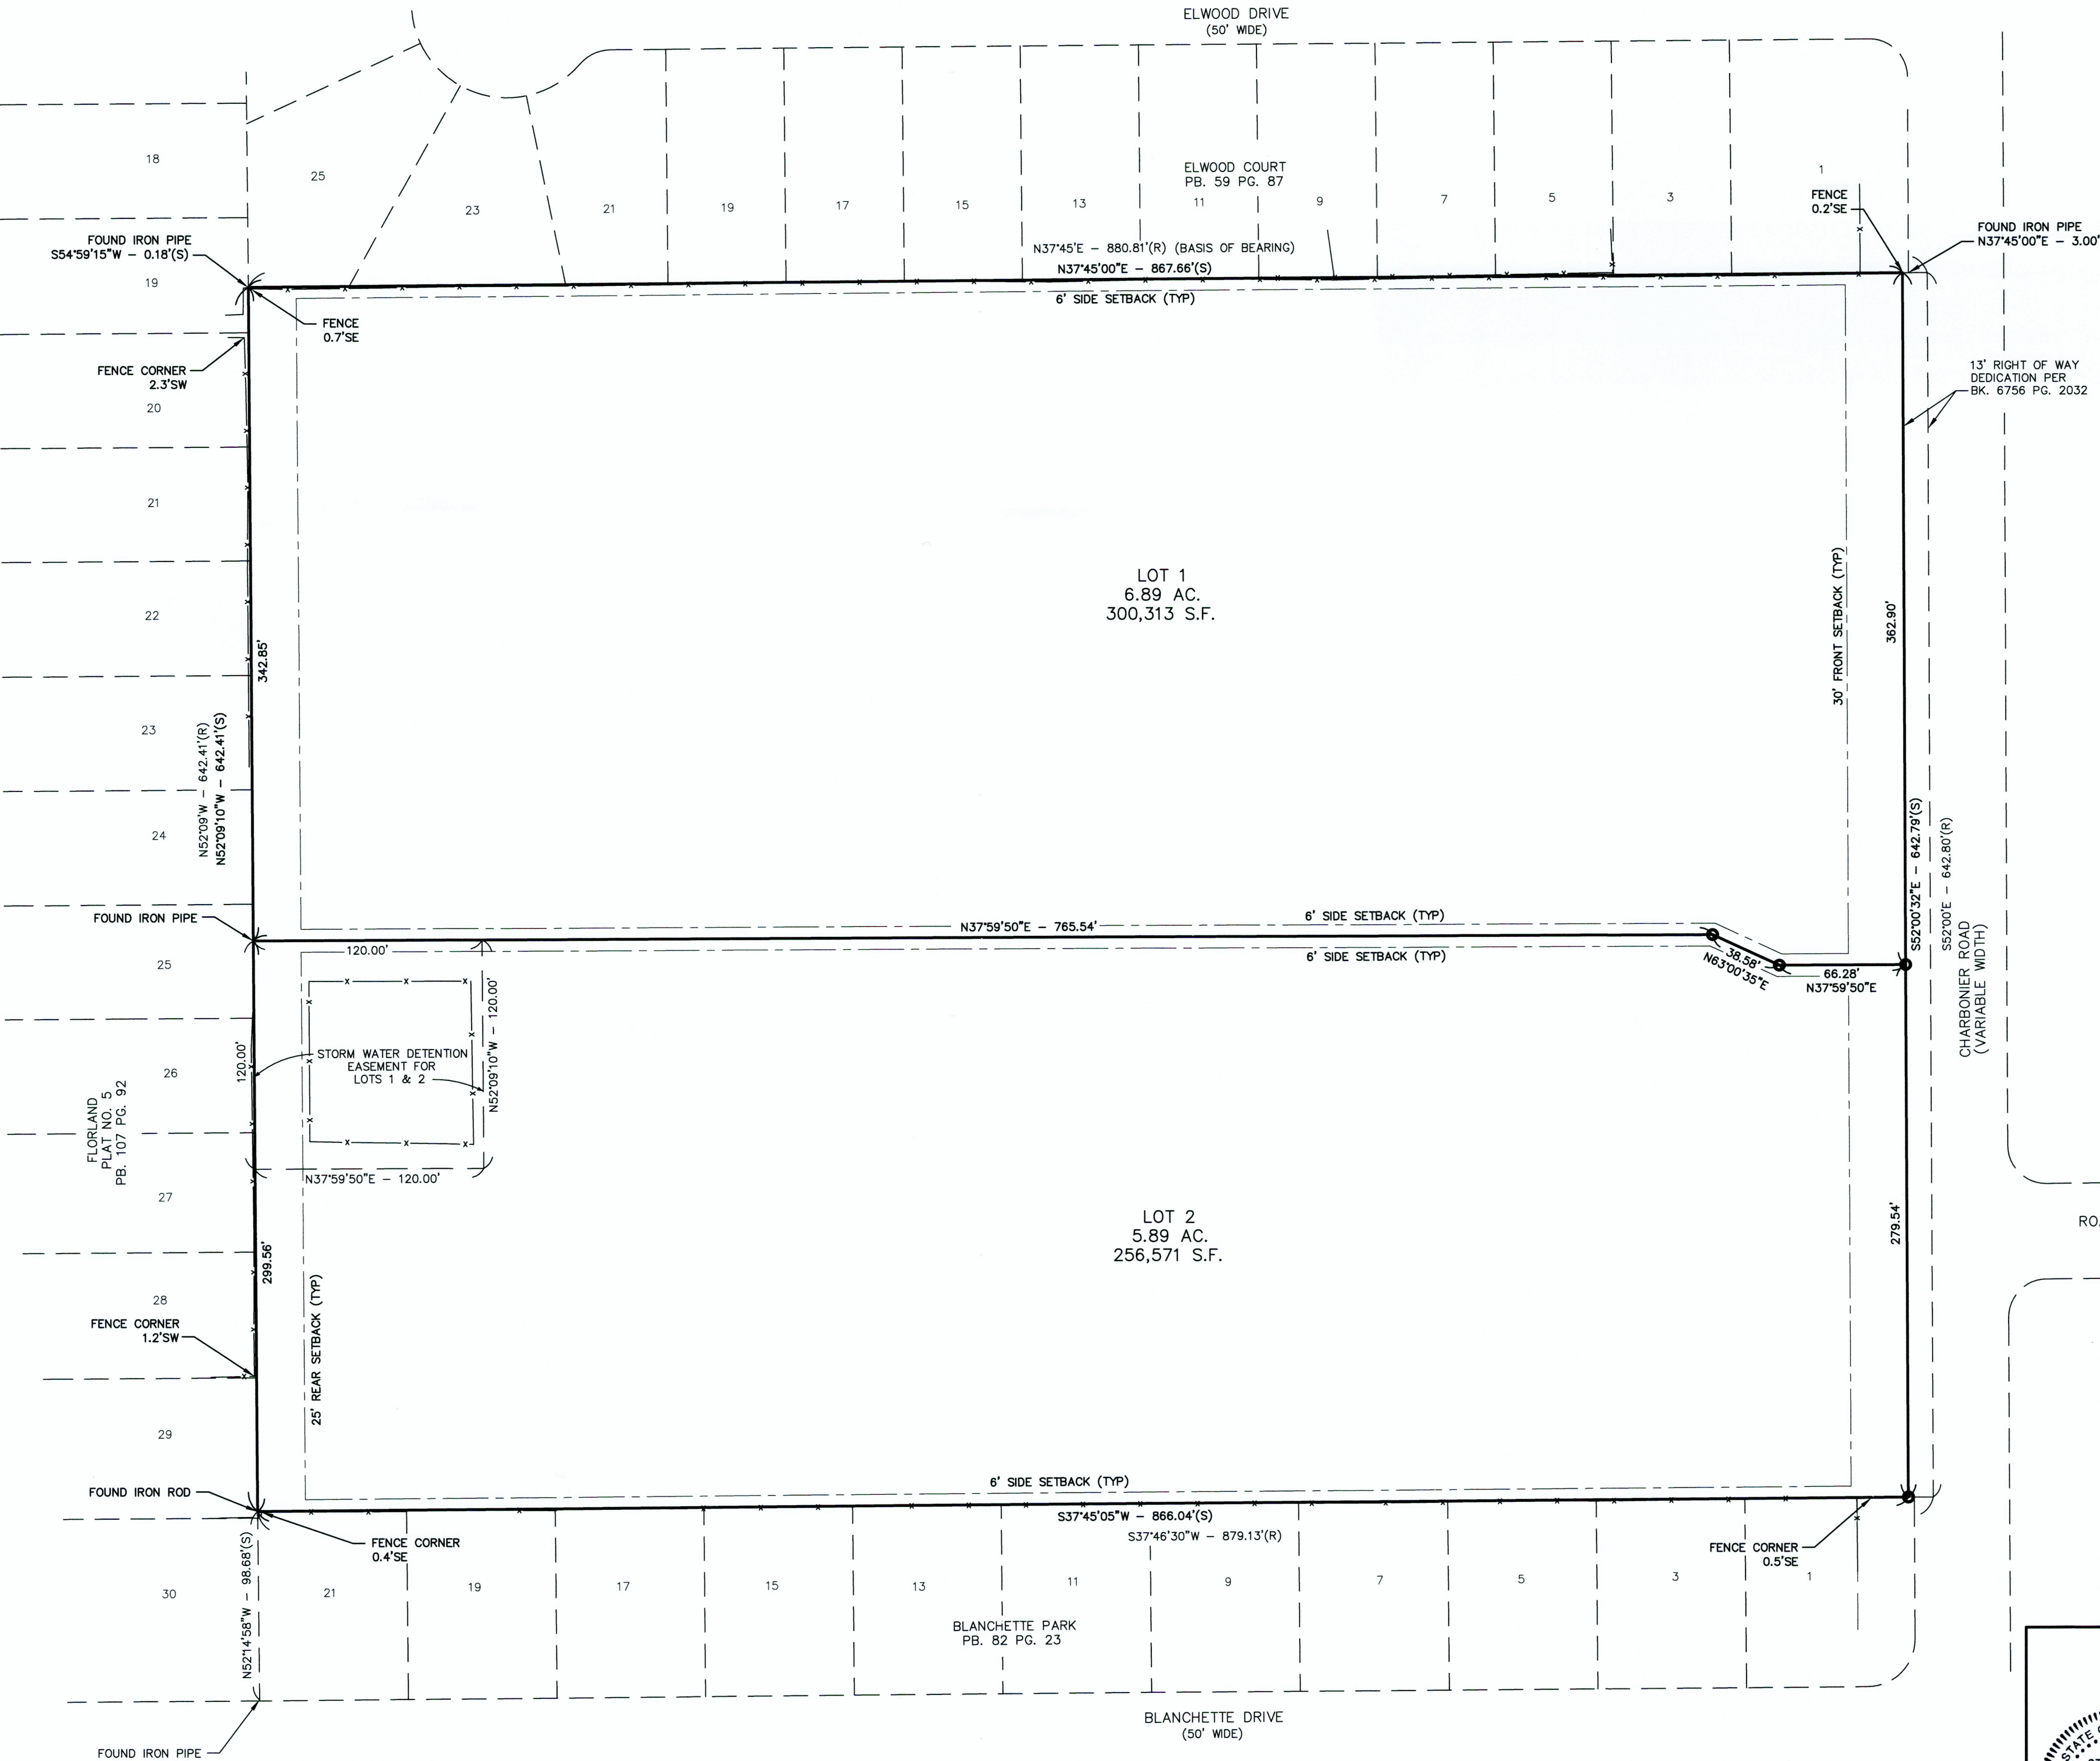 ELWOOD DRIVE
(50' WIDE)
ELWOOD COURT
PB. 59 PG. 87
18
25
23
21
19
17
15
13
11
9
7
5
3
1
FENCE
0.2'SE
FOUND IRON PIPE
N37°45'00"E - 3.00'
FOUND IRON PIPE
S54°59'15"W - 0.18'(S)
19
N37°45'E - 880.81'(R) (BASIS OF BEARING)
N37°45'00"E - 867.66'(S)
6' SIDE SETBACK (TYP)
FENCE
0.7'SE
FENCE CORNER
2.3'SW
20
13' RIGHT OF WAY
DEDICATION PER
BK. 6756 PG. 2032
21
22
23
24
LOT 1
6.89 AC.
300,313 S.F.
342.85'
N52°09'W - 642.41'(R)
N52°09'10"W - 642.41'(S)
30' FRONT SETBACK (TYP)
362.90'
S52°00'32"E - 642.79'(S)
S52°00'E - 642.80'(R)
CHARBONIER ROAD
(VARIABLE WIDTH)
FOUND IRON PIPE
6' SIDE SETBACK (TYP)
N37°59'50"E - 765.54'
120.00'
6' SIDE SETBACK (TYP)
38.58'
N63°00'35"E
66.28'
N37°59'50"E
25
26
27
28
29
30
120.00'
STORM WATER DETENTION
EASEMENT FOR
LOTS 1 & 2
N52°09'10"W - 120.00'
N37°59'50"E - 120.00'
FLORLAND
PLAT NO. 5
PB. 107 PG. 92
LOT 2
5.89 AC.
256,571 S.F.
299.56'
25' REAR SETBACK (TYP)
279.54'
RO
FENCE CORNER
1.2'SW
6' SIDE SETBACK (TYP)
FOUND IRON ROD
S37°45'05"W - 866.04'(S)
S37°46'30"W - 879.13'(R)
FENCE CORNER
0.4'SE
FENCE CORNER
0.5'SE
N52°14'58"W - 98.68'(S)
21
19
17
15
13
11
9
7
5
3
1
BLANCHETTE PARK
PB. 82 PG. 23
BLANCHETTE DRIVE
(50' WIDE)
FOUND IRON PIPE
STATE